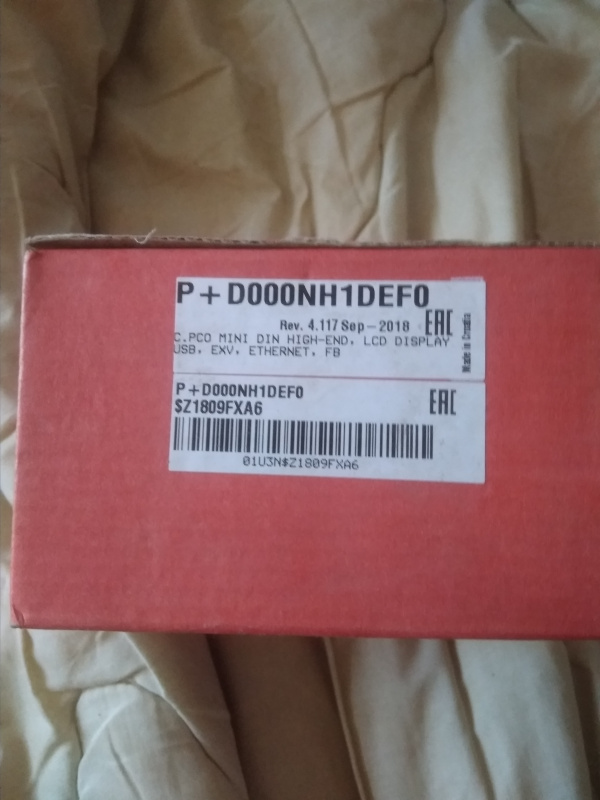 P+D000NH1DEF0
Rev. 4.117 Sep-2018 EAC
C.PCO MINI DIN HIGH-END, LCD DISPLAY
USB, EXV, ETHERNET, FB
Made in Croatia
P+D000NH1DEF0 EAC
$Z1809FXA6
01U3N$Z1809FXA6